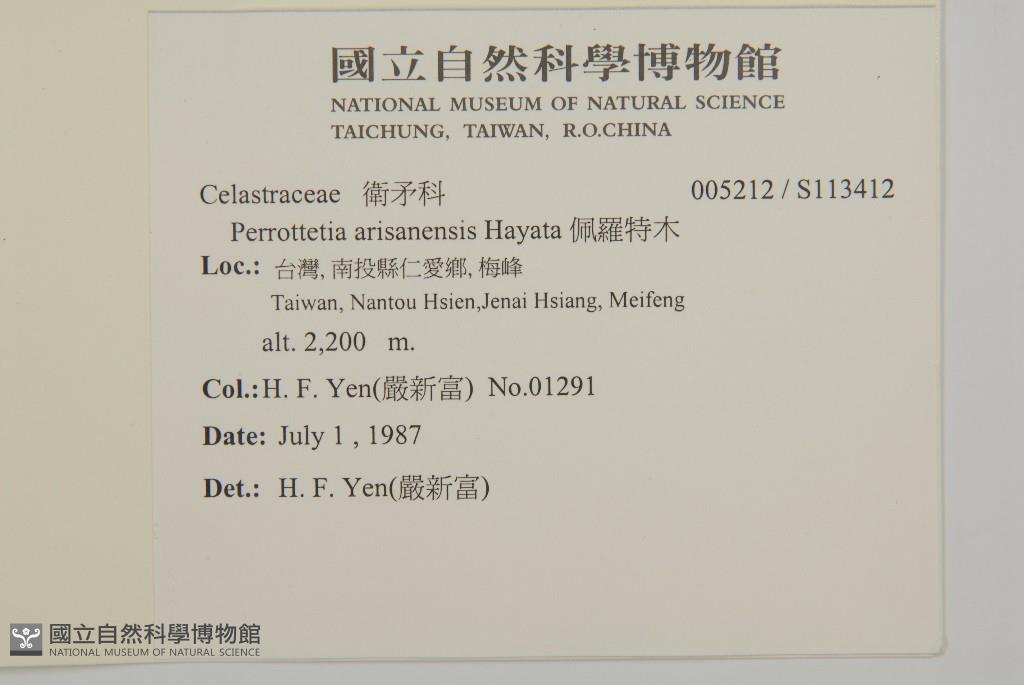 國立自然科學博物館
NATIONAL MUSEUM OF NATURAL SCIENCE
TAICHUNG, TAIWAN, R.O.CHINA
Celastraceae 衛矛科 005212 / S113412
Perrottetia arisanensis Hayata 佩羅特木
Loc.: 台灣, 南投縣仁愛鄉, 梅峰
Taiwan, Nantou Hsien,Jenai Hsiang, Meifeng
alt. 2,200 m.
Col.: H. F. Yen(嚴新富) No.01291
Date: July 1 , 1987
Det.: H. F. Yen(嚴新富)
國立自然科學博物館
NATIONAL MUSEUM OF NATURAL SCIENCE